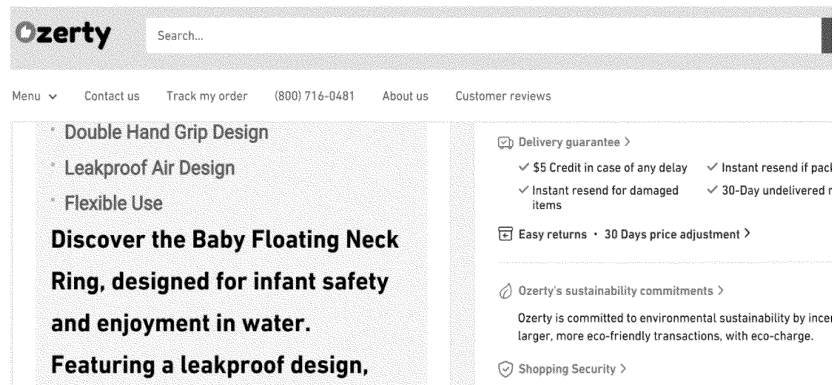 Ozerty
Search...
Menu
Contact us
Track my order
(800) 716-0481
About us
Customer reviews
• Double Hand Grip Design
• Leakproof Air Design
• Flexible Use
Discover the Baby Floating Neck
Ring, designed for infant safety
and enjoyment in water.
Featuring a leakproof design,
Delivery guarantee >
✓ $5 Credit in case of any delay
✓ Instant resend if pack
✓ Instant resend for damaged
items
✓ 30-Day undelivered r
Easy returns • 30 Days price adjustment >
Ozerty's sustainability commitments >
Ozerty is committed to environmental sustainability by incen
larger, more eco-friendly transactions, with eco-charge.
Shopping Security >